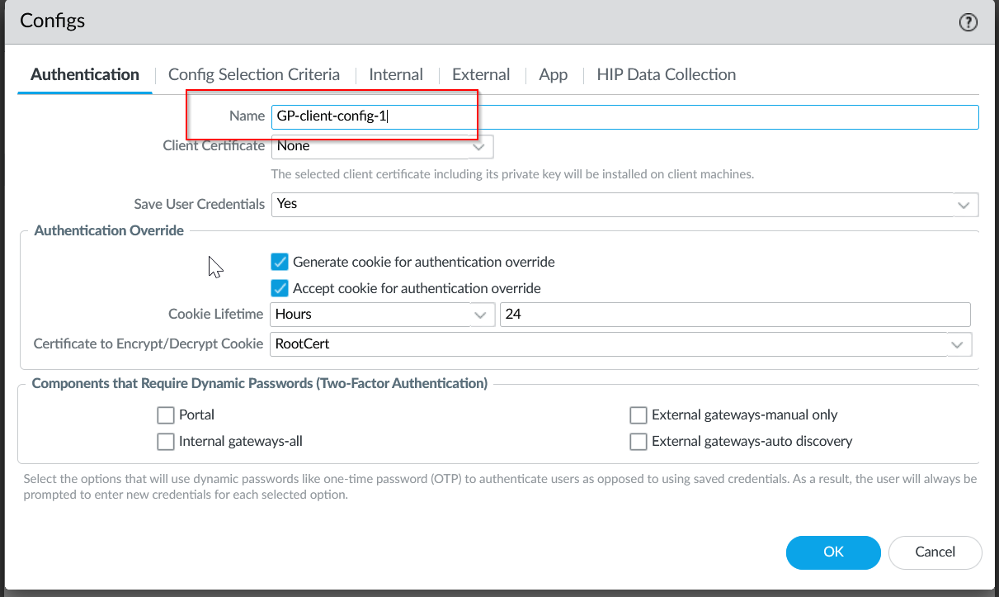 Configs
?
Authentication Config Selection Criteria Internal External App HIP Data Collection
Name GP-client-config-1
Client Certificate None
The selected client certificate including its private key will be installed on client machines.
Save User Credentials Yes
Authentication Override
Generate cookie for authentication override
Accept cookie for authentication override
Cookie Lifetime Hours 24
Certificate to Encrypt/Decrypt Cookie RootCert
Components that Require Dynamic Passwords (Two-Factor Authentication)
Portal External gateways-manual only
Internal gateways-all External gateways-auto discovery
Select the options that will use dynamic passwords like one-time password (OTP) to authenticate users as opposed to using saved credentials. As a result, the user will always be
prompted to enter new credentials for each selected option.
OK Cancel